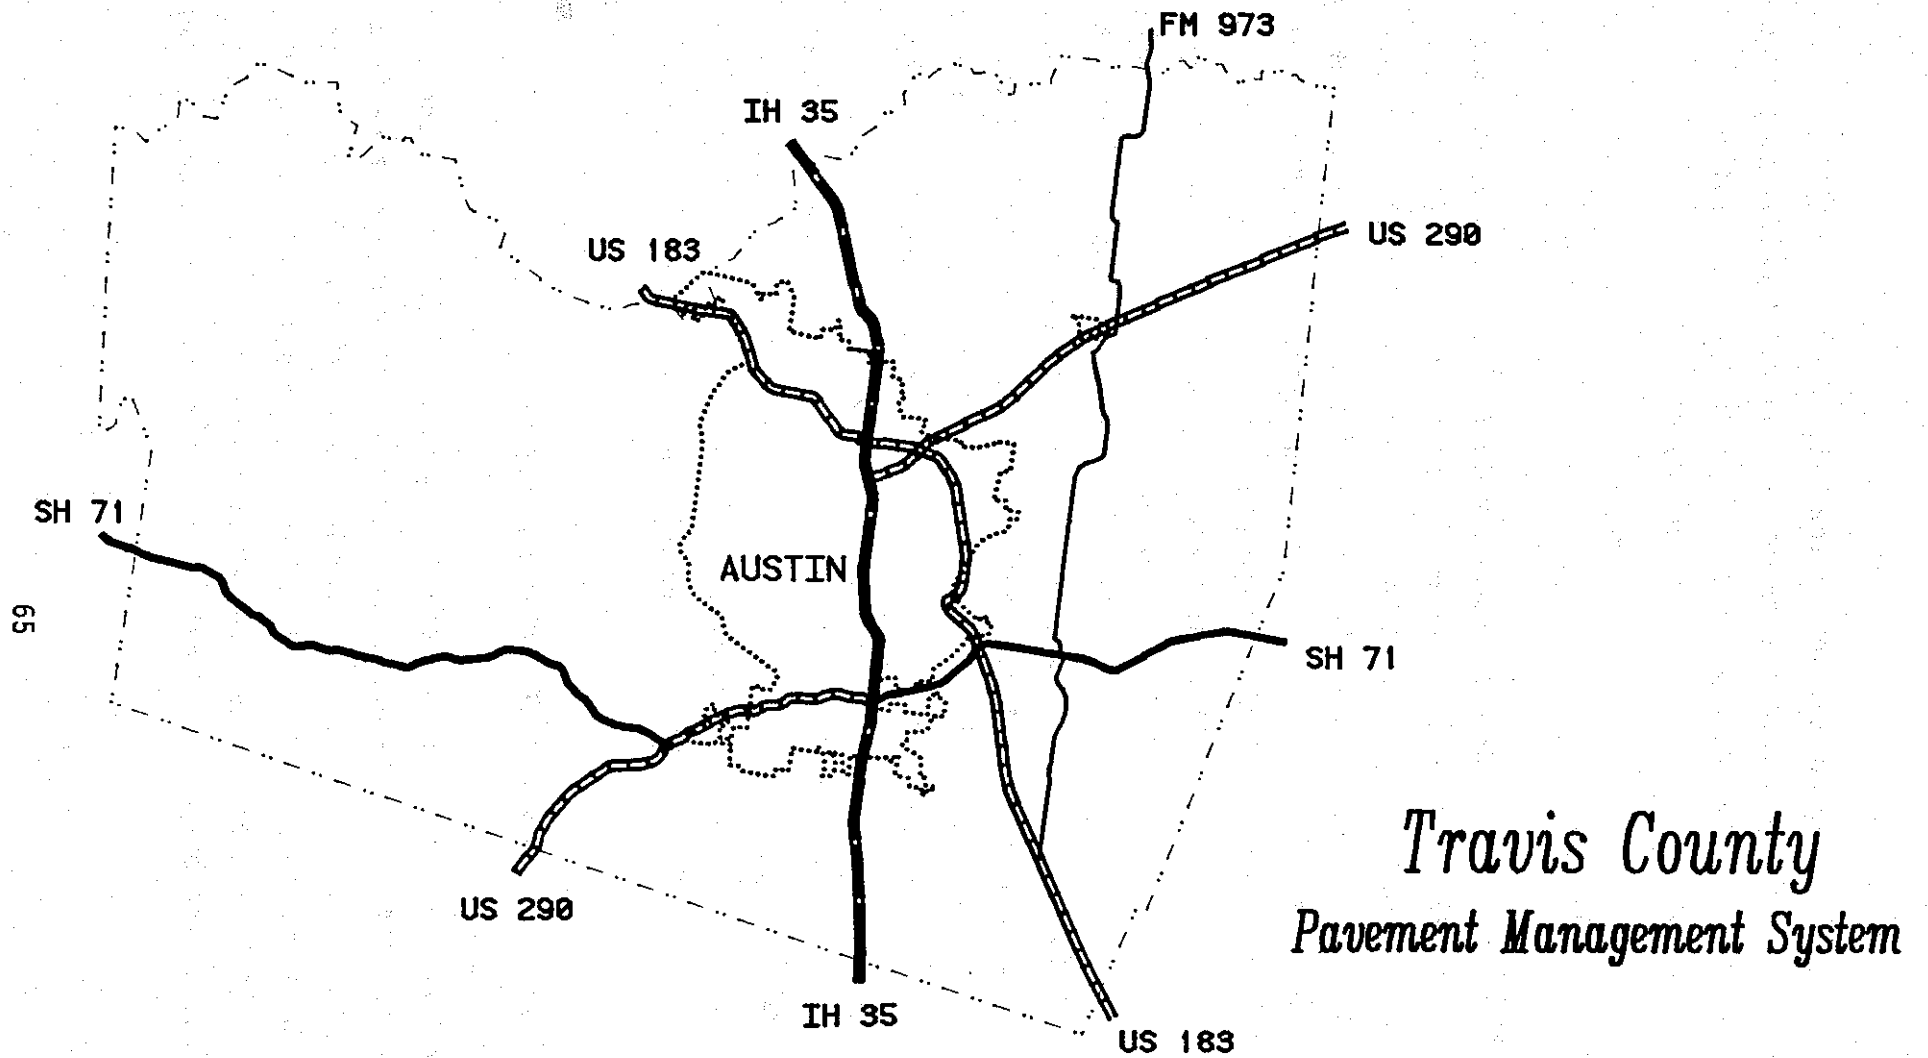 FM 973
IH 35
US 290
US 183
SH 71
AUSTIN
65
SH 71
Travis County
Pavement Management System
US 290
IH 35
US 183